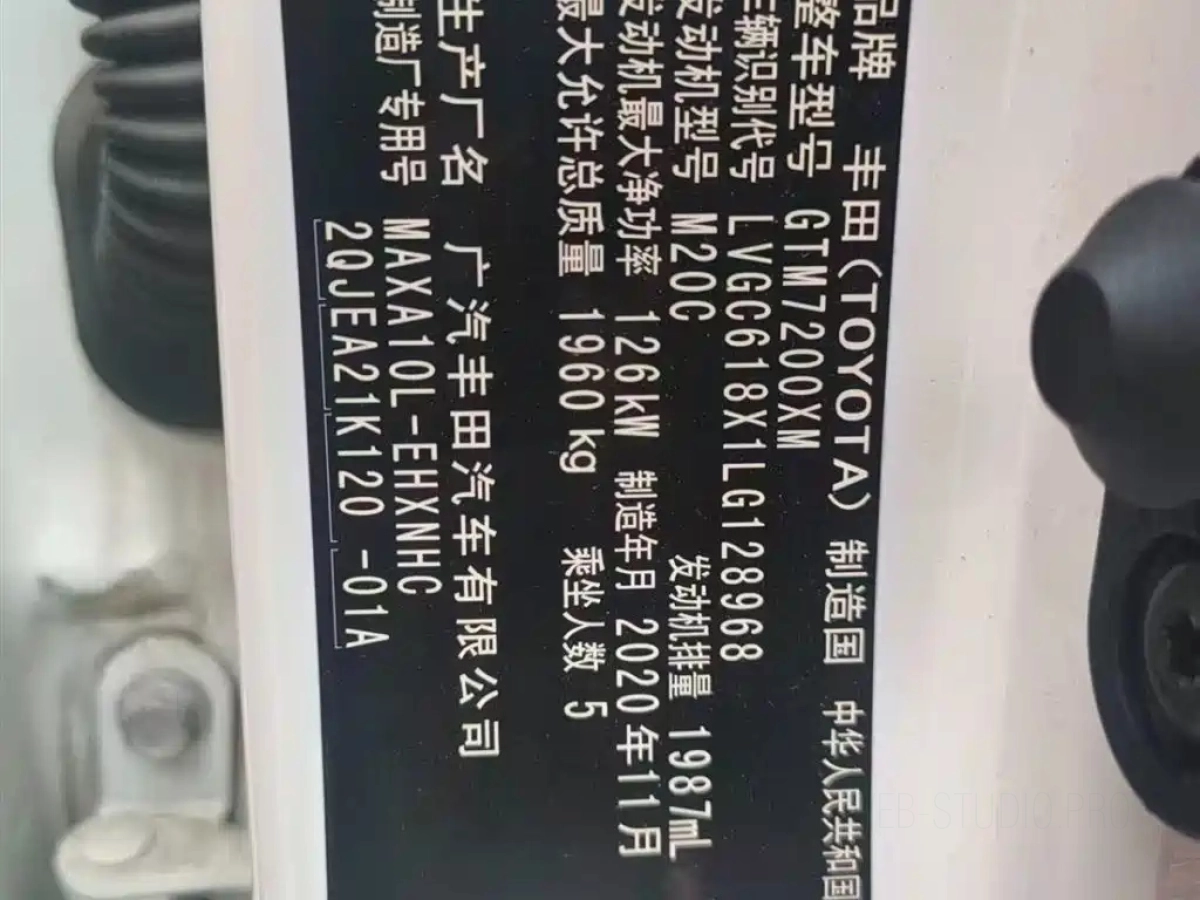 品牌 丰田(TOYOTA) 制造国 中华人民共和国
整车型号 GTM7200XM
车辆识别代号 LVGC618X1LG128968
发动机型号 M20C 发动机排量 1987mL
发动机最大净功率 126kW 制造年月 2020年11月
最大允许总质量 1960kg 乘坐人数 5
生产厂名 广汽丰田汽车有限公司
制造厂专用号 MAXA10L-EHXNHC
2QJEA21K120 -01A